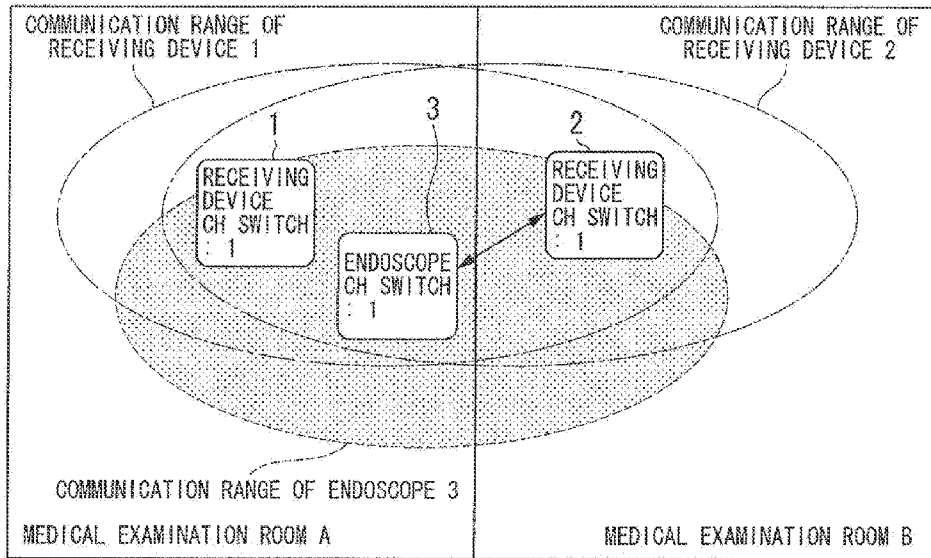 COMMUNICATION RANGE OF
RECEIVING DEVICE 1
COMMUNICATION RANGE OF
RECEIVING DEVICE 2
1
3
2
RECEIVING
DEVICE
CH SWITCH
: 1
ENDOSCOPE
CH SWITCH
: 1
RECEIVING
DEVICE
CH SWITCH
: 1
COMMUNICATION RANGE OF ENDOSCOPE 3
MEDICAL EXAMINATION ROOM A
MEDICAL EXAMINATION ROOM B